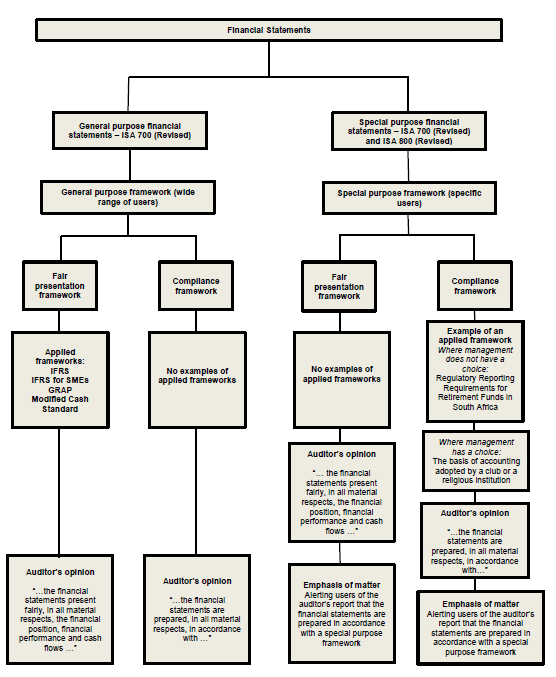 Financial Statements
General purpose financial
statements – ISA 700 (Revised)
Special purpose financial
statements – ISA 700 (Revised)
and ISA 800 (Revised)
General purpose framework (wide
range of users)
Special purpose framework (specific
users)
Fair
presentation
framework
Compliance
framework
Fair
presentation
framework
Compliance
framework
Applied
frameworks:
IFRS
IFRS for SMEs
GRAP
Modified Cash
Standard
No examples of
applied frameworks
No examples of
applied frameworks
Example of an
applied framework
Where management
does not have a
choice:
Regulatory Reporting
Requirements for
Retirement Funds in
South Africa
Where management
has a choice:
The basis of accounting
adopted by a club or a
religious institution
Auditor's opinion
"… the financial
statements present
fairly, in all material
respects, the financial
position, financial
performance and cash
flows …"
Auditor's opinion
"…the financial
statements are
prepared, in all material
respects, in accordance
with…"
Auditor's opinion
"…the financial
statements present
fairly, in all material
respects, the financial
position, financial
performance and cash
flows …"
Auditor's opinion
"…the financial
statements are
prepared, in all material
respects, in accordance
with …"
Emphasis of matter
Alerting users of the
auditor's report that the
financial statements are
prepared in accordance
with a special purpose
framework
Emphasis of matter
Alerting users of the auditor's
report that the financial
statements are prepared in
accordance with a special
purpose framework